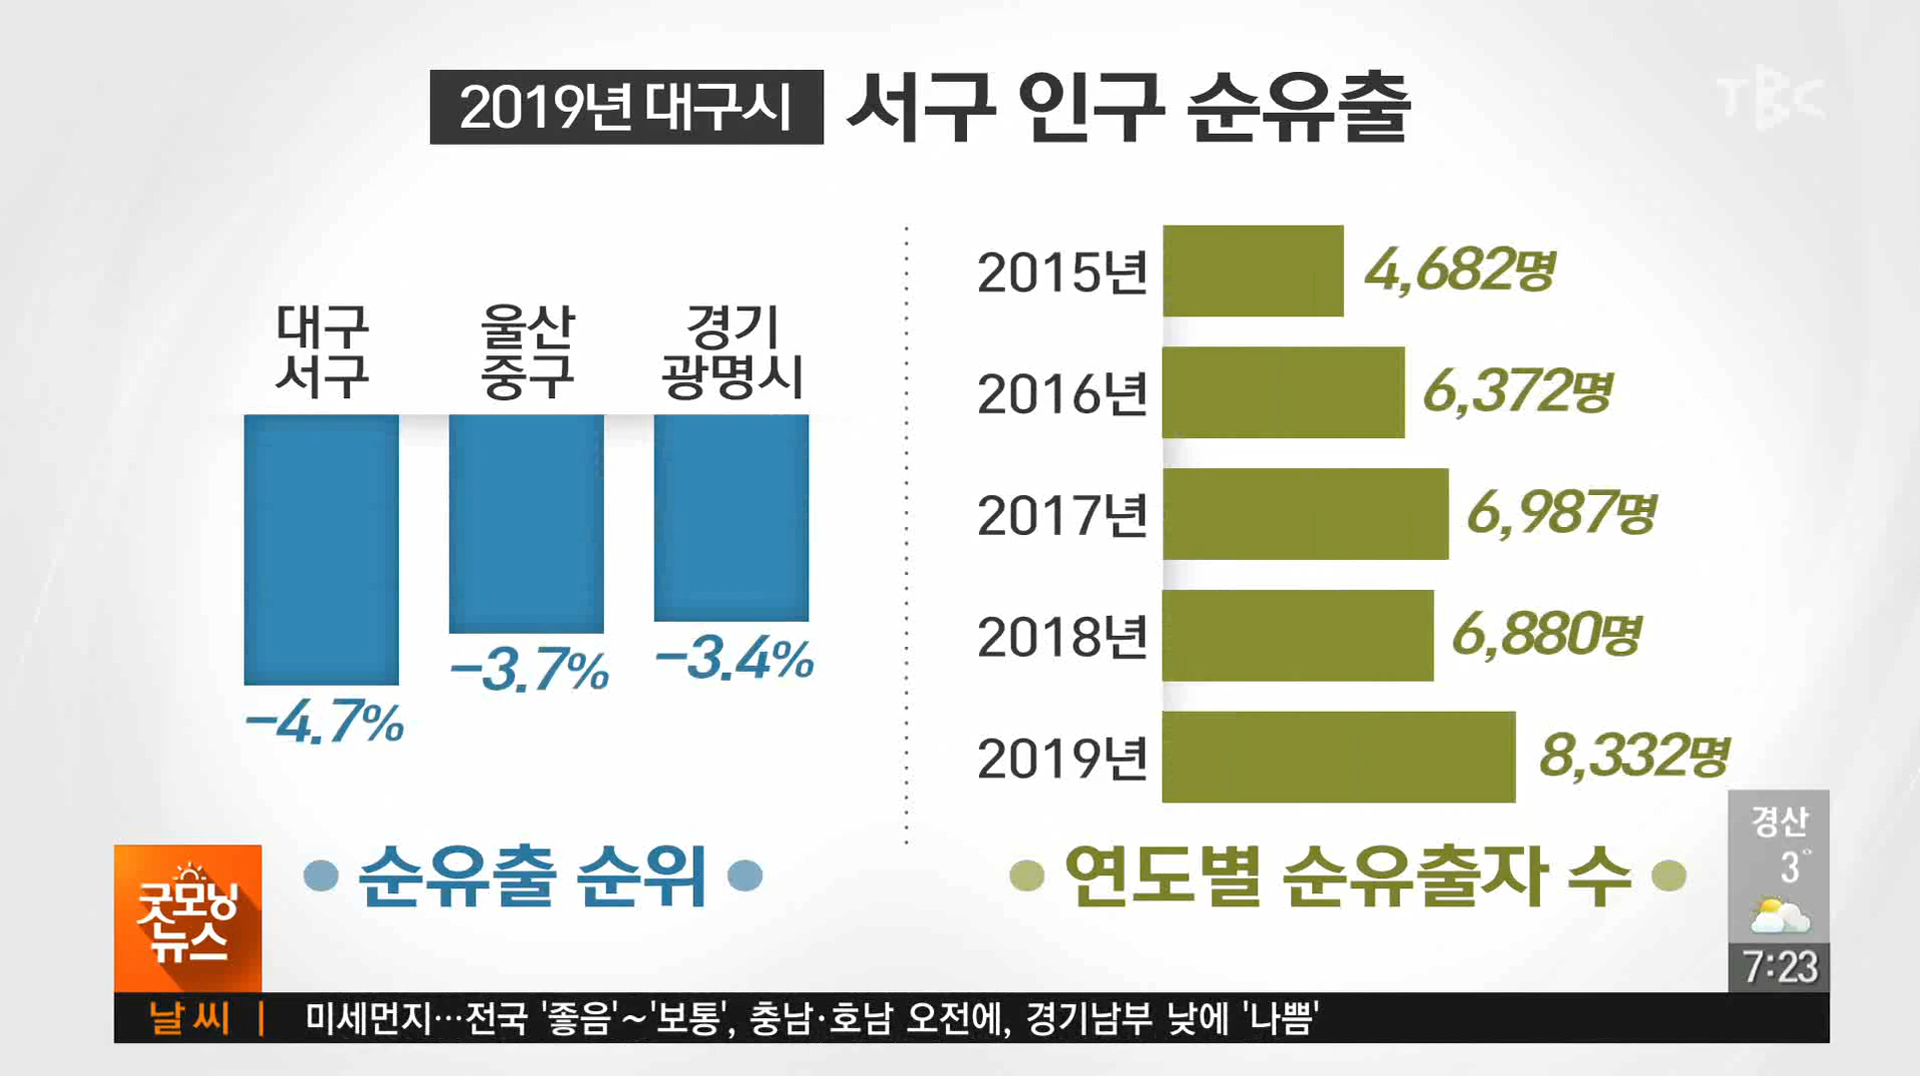 2019년 대구시 서구 인구 순유출
TBC
대구
서구
울산
중구
경기
광명시
-4.7%
-3.7%
-3.4%
순유출 순위
2015년 4,682명
2016년 6,372명
2017년 6,987명
2018년 6,880명
2019년 8,332명
연도별 순유출자 수
경산
3°
7:23
굿모닝
뉴스
날씨 | 미세먼지…전국 '좋음'~'보통', 충남·호남 오전에, 경기남부 낮에 '나쁨'